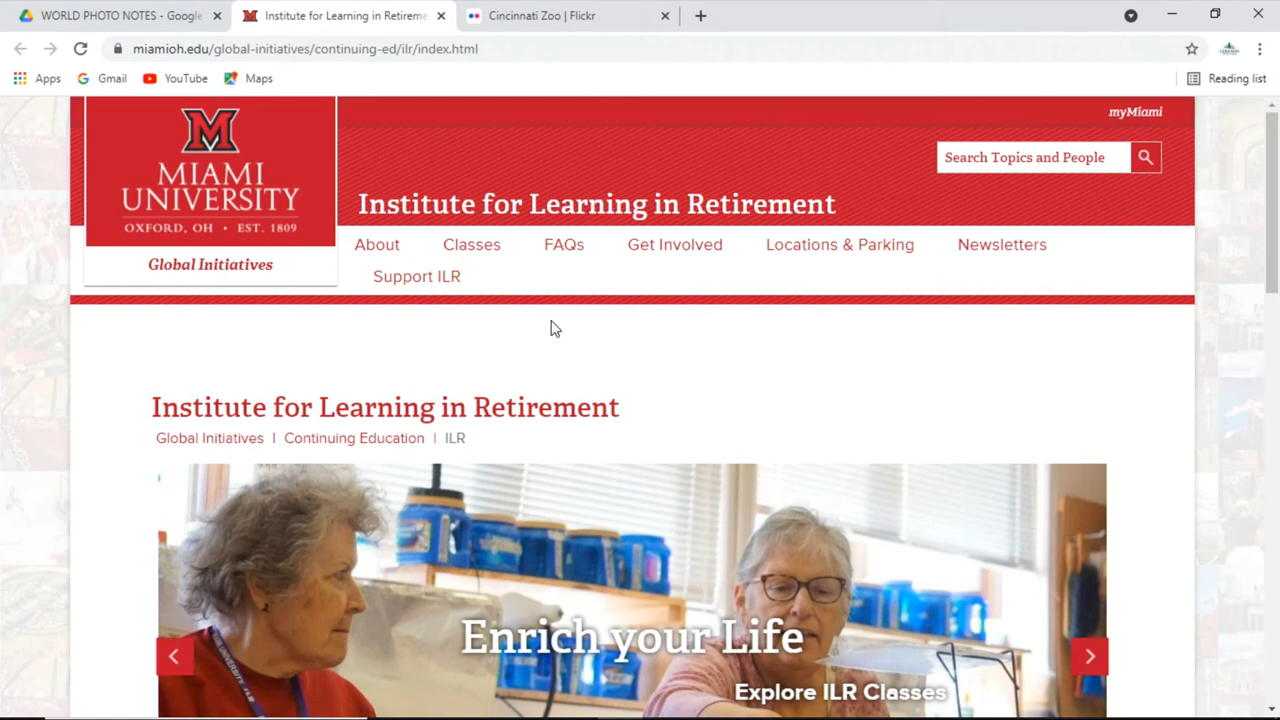 WORLD PHOTO NOTES - Google
Institute for Learning in Retireme
Cincinnati Zoo | Flickr
miamioh.edu/global-initiatives/continuing-ed/ilr/index.html
Apps Gmail YouTube Maps Reading list
myMiami
M
MIAMI
UNIVERSITY
OXFORD, OH • EST. 1809
Global Initiatives
Search Topics and People
Institute for Learning in Retirement
About Classes FAQs Get Involved Locations & Parking Newsletters
Support ILR
Institute for Learning in Retirement
Global Initiatives | Continuing Education | ILR
Enrich your Life
Explore ILR Classes